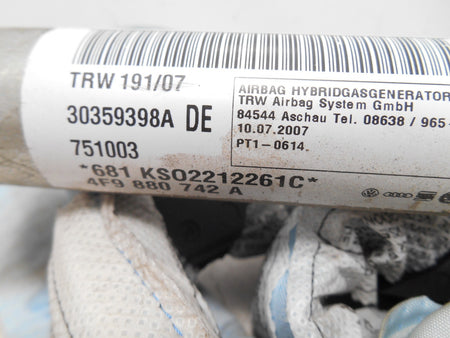 TRW 191/07
30359398A DE
751003
*681 KSO2212261C*
4F9 880 742 A
AIRBAG HYBRIDGASGENERATOR
TRW Airbag System GmbH
84544 Aschau Tel. 08638 / 965
10.07.2007
PT1-0614